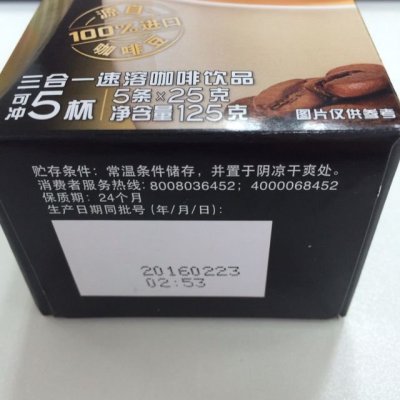 源自
100%进口
咖啡豆
三合一速溶咖啡饮品
可冲5杯
5条×25克
净含量125克
图片仅供参考
贮存条件: 常温条件储存, 并置于阴凉干爽处。
消费者服务热线: 8008036452; 4000068452
保质期: 24个月
生产日期同批号 (年/月/日):
20160223
02:53